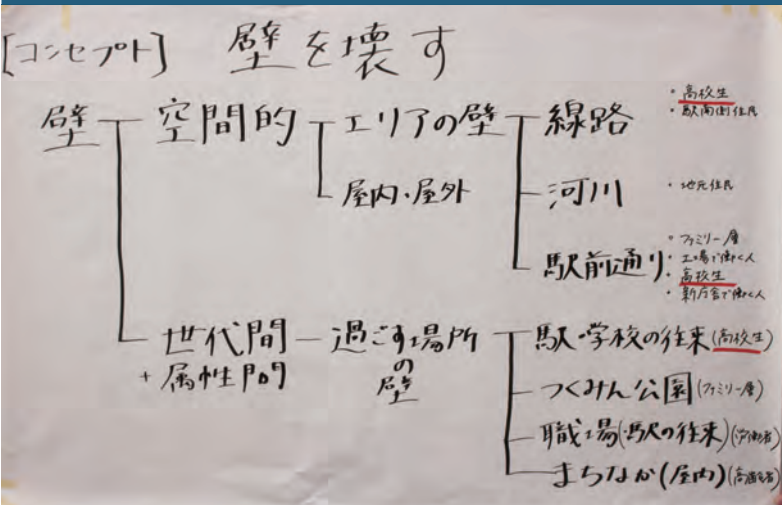 [コンセプト] 壁を壊す
壁 空間的 エリアの壁 線路
・高校生
・駅南側住民
屋内・屋外 河川
・地元住民
駅前通り
・ファミリー層
・工場で働く人
・高校生
・新庁舎で働く人
世代間 過ごす場所の壁 駅・学校の往来(高校生)
+属性間
つくみん公園(ファミリー層)
職場(・駅の往来)(労働者)
まちなか(屋内)(高齢者)